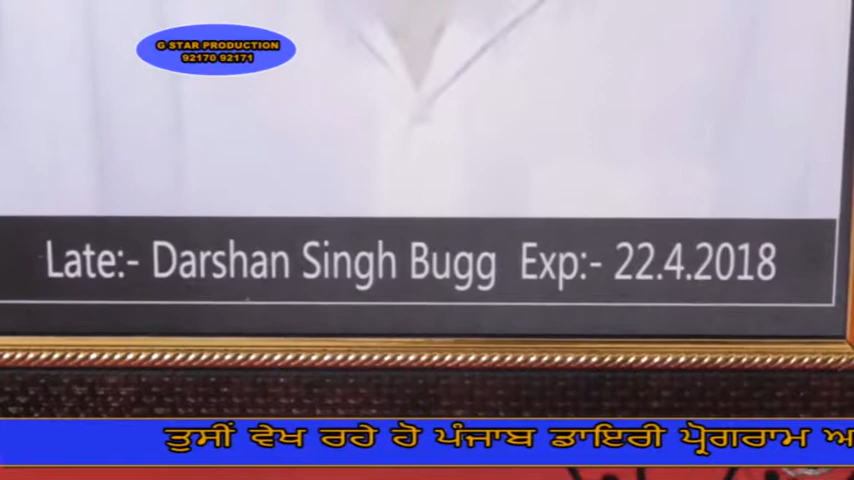 G STAR PRODUCTION
92170 92171
Late:- Darshan Singh Bugg Exp:- 22.4.2018
ਤੁਸੀਂ ਵੇਖ ਰਹੇ ਹੋ ਪੰਜਾਬ ਡਾਇਰੀ ਪ੍ਰੋਗਰਾਮ